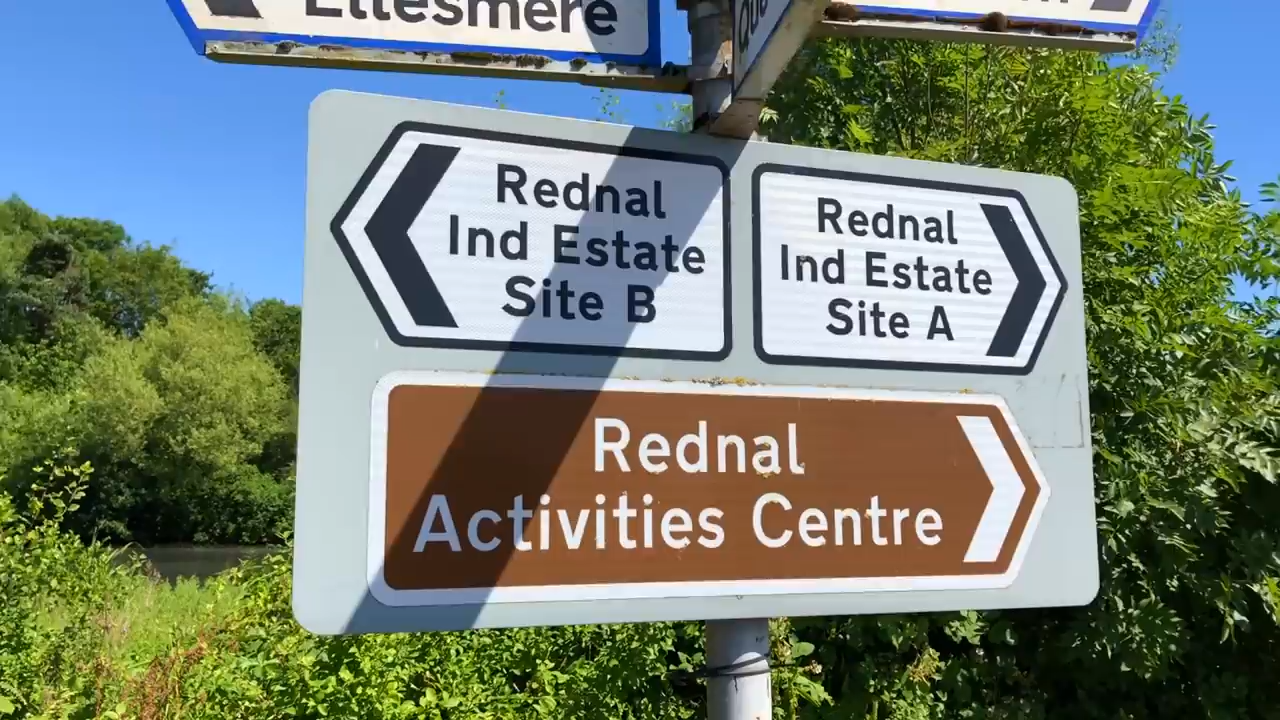 Ellesmere
Rednal
Ind Estate
Site B
Rednal
Ind Estate
Site A
Rednal
Activities Centre